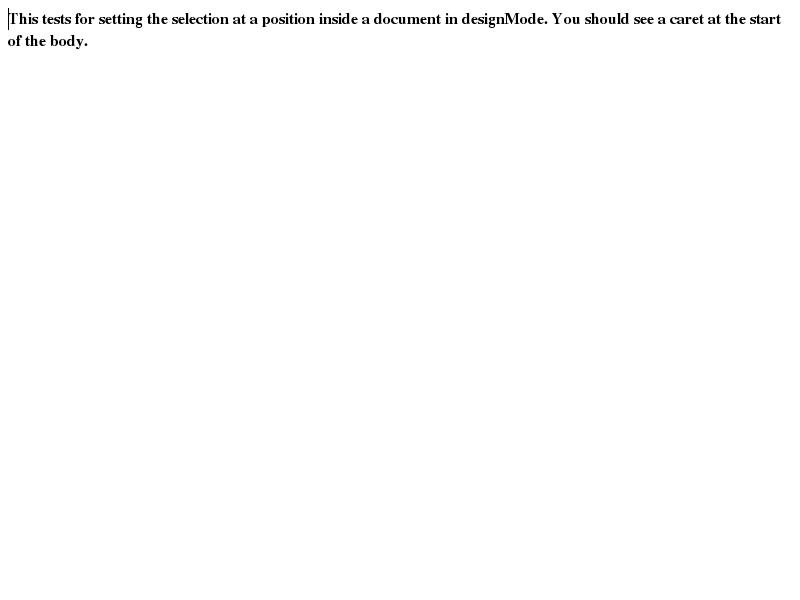 This tests for setting the selection at a position inside a document in designMode. You should see a caret at the start
of the body.